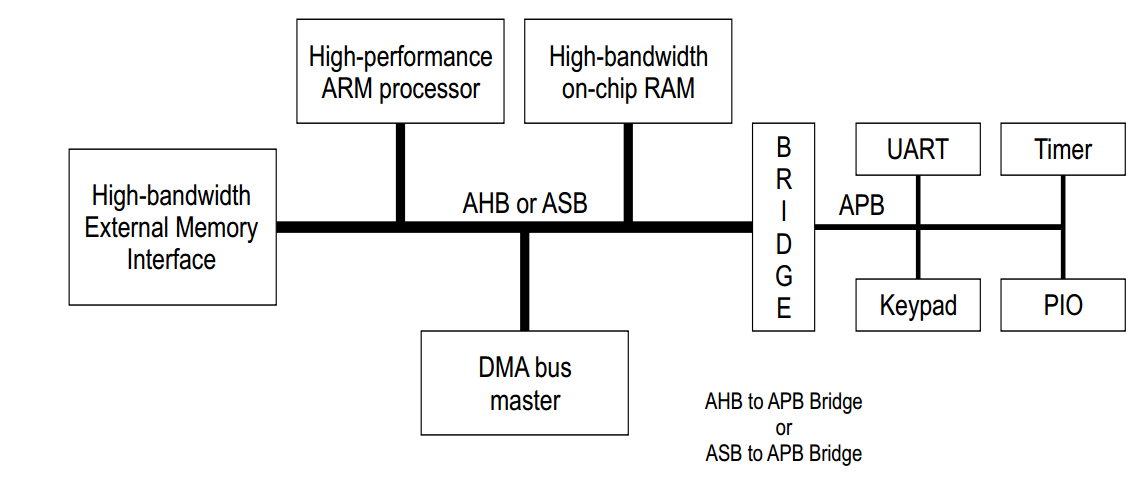 High-performance
ARM processor
High-bandwidth
on-chip RAM
High-bandwidth
External Memory
Interface
AHB or ASB
B
R
I
D
G
E
APB
UART
Timer
Keypad
PIO
DMA bus
master
AHB to APB Bridge
or
ASB to APB Bridge